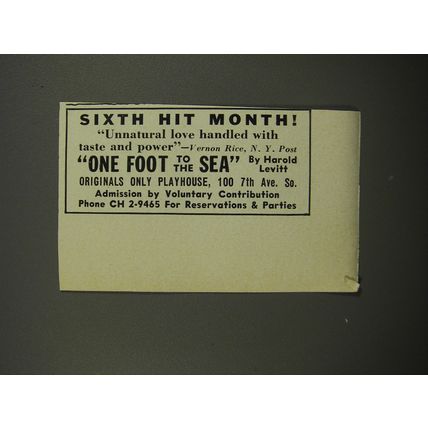 SIXTH HIT MONTH!
"Unnatural love handled with
taste and power"—Vernon Rice, N. Y. Post
"ONE FOOT TO THE SEA" By Harold Levitt
ORIGINALS ONLY PLAYHOUSE, 100 7th Ave. So.
Admission by Voluntary Contribution
Phone CH 2-9465 For Reservations & Parties